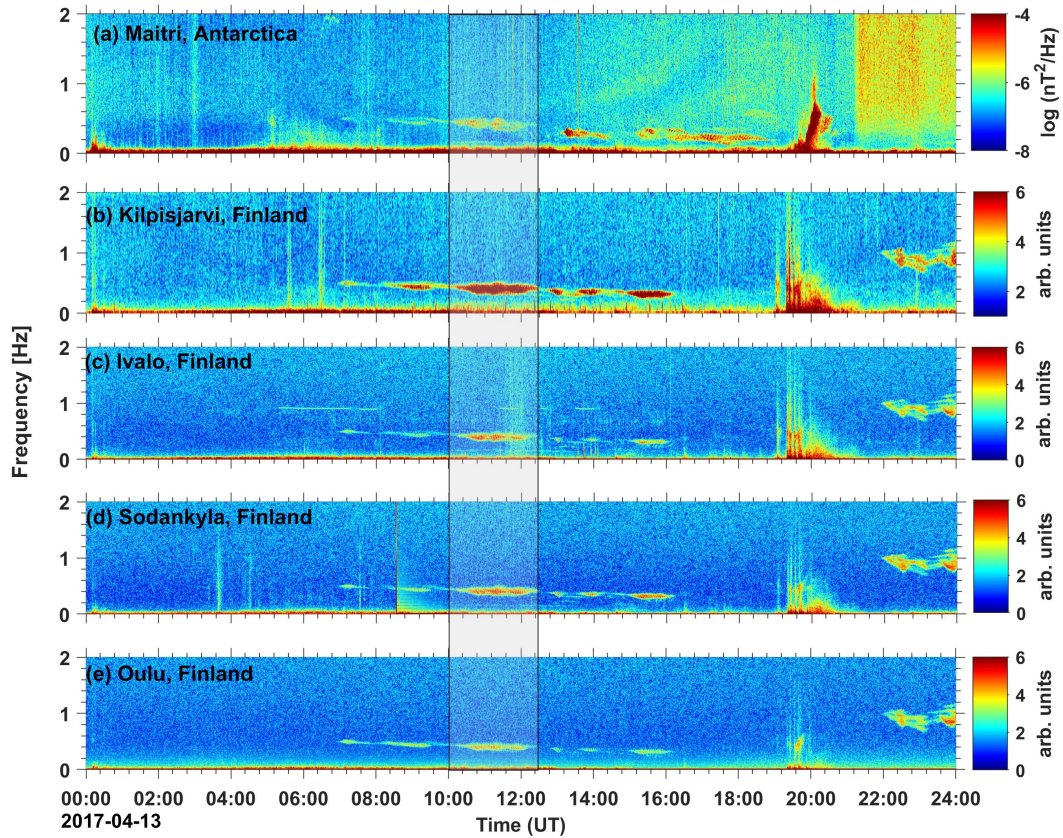 (a) Maitri, Antarctica
2
1
0
-4
-6
-8
log (nT²/Hz)
(b) Kilpisjarvi, Finland
2
1
0
6
4
2
arb. units
(c) Ivalo, Finland
2
1
0
6
4
2
0
arb. units
(d) Sodankyla, Finland
2
1
0
6
4
2
0
arb. units
(e) Oulu, Finland
2
1
0
6
4
2
0
arb. units
Frequency [Hz]
00:00 02:00 04:00 06:00 08:00 10:00 12:00 14:00 16:00 18:00 20:00 22:00 24:00
2017-04-13
Time (UT)